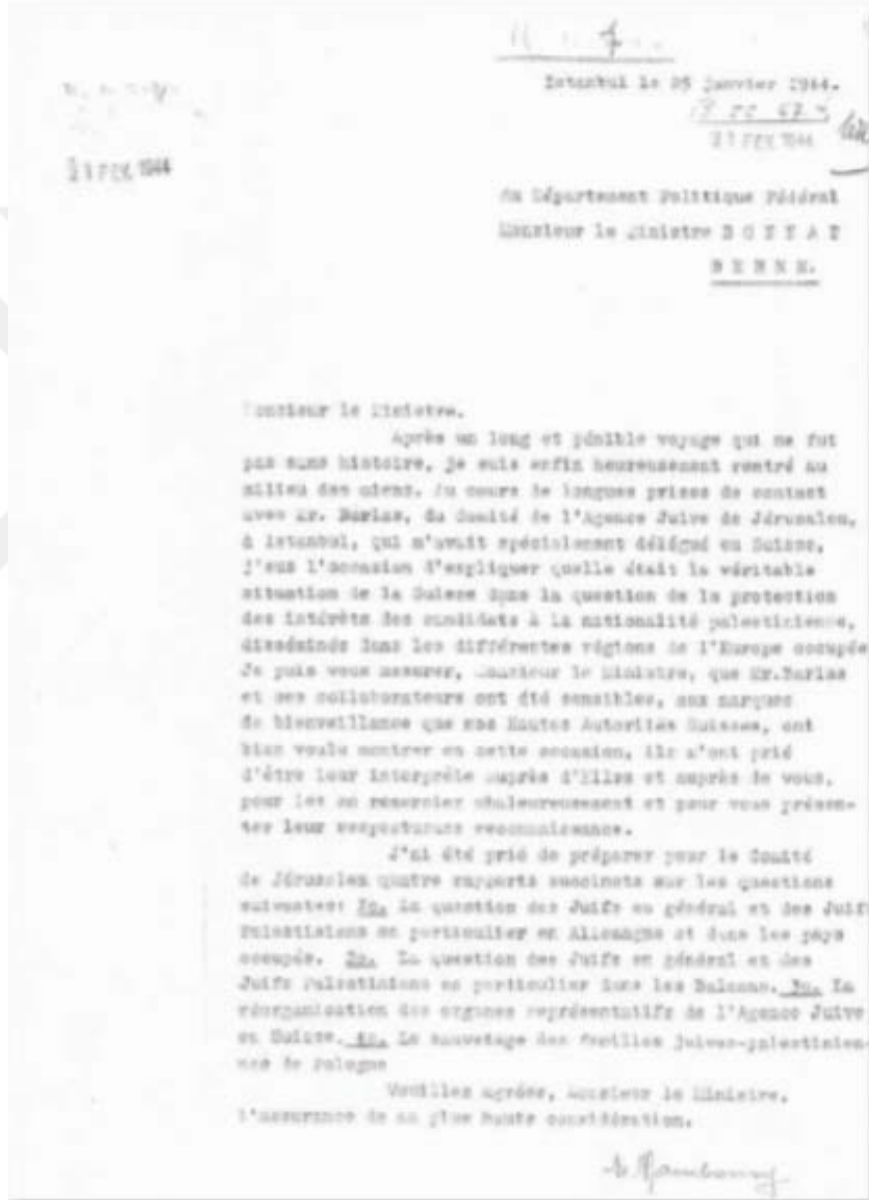 Istanbul le 25 janvier 1944.
21 FEV. 1944
21 FEV. 1944
Au Département Politique Fédéral
Monsieur le Ministre
B E R N E.
Monsieur le Ministre.
Après un long et pénible voyage qui ne fut
pas sans histoire, je suis enfin heureusement rentré au
milieu des miens. Au cours de longues prises de contact
avec Mr. Barlas, du Comité de l'Agence Juive de Jérusalem,
à Istanbul, qui m'avait spécialement délégué en Suisse,
j'eus l'occasion d'expliquer quelle était la véritable
situation de la Suisse dans la question de la protection
des intérêts des candidats à la nationalité palestinienne,
disséminés dans les différentes régions de l'Europe occupée
Je puis vous assurer, Monsieur le Ministre, que Mr.Barlas
et ses collaborateurs ont été sensibles, aux marques
de bienveillance que nos Hautes Autorités Suisses, ont
bien voulu montrer en cette occasion, ils m'ont prié
d'être leur interprète auprès d'Elles et auprès de vous,
pour les en remercier chaleureusement et pour vous présen-
ter leur respectueuse reconnaissance.
J'ai été prié de préparer pour le Comité
de Jérusalem quatre rapports succincts sur les questions
suivantes: 1o. La question des Juifs en général et des Juifs
Palestiniens en particulier en Allemagne et dans les pays
occupés. 2o. La question des Juifs en général et des
Juifs Palestiniens en particulier dans les Balcans. 3o. La
réorganisation des organes représentatifs de l'Agence Juive
en Suisse. 4o. Le sauvetage des familles juives-palestinien-
nes de Pologne
Veuillez agréer, Monsieur le Ministre,
l'assurance de ma plus haute considération.